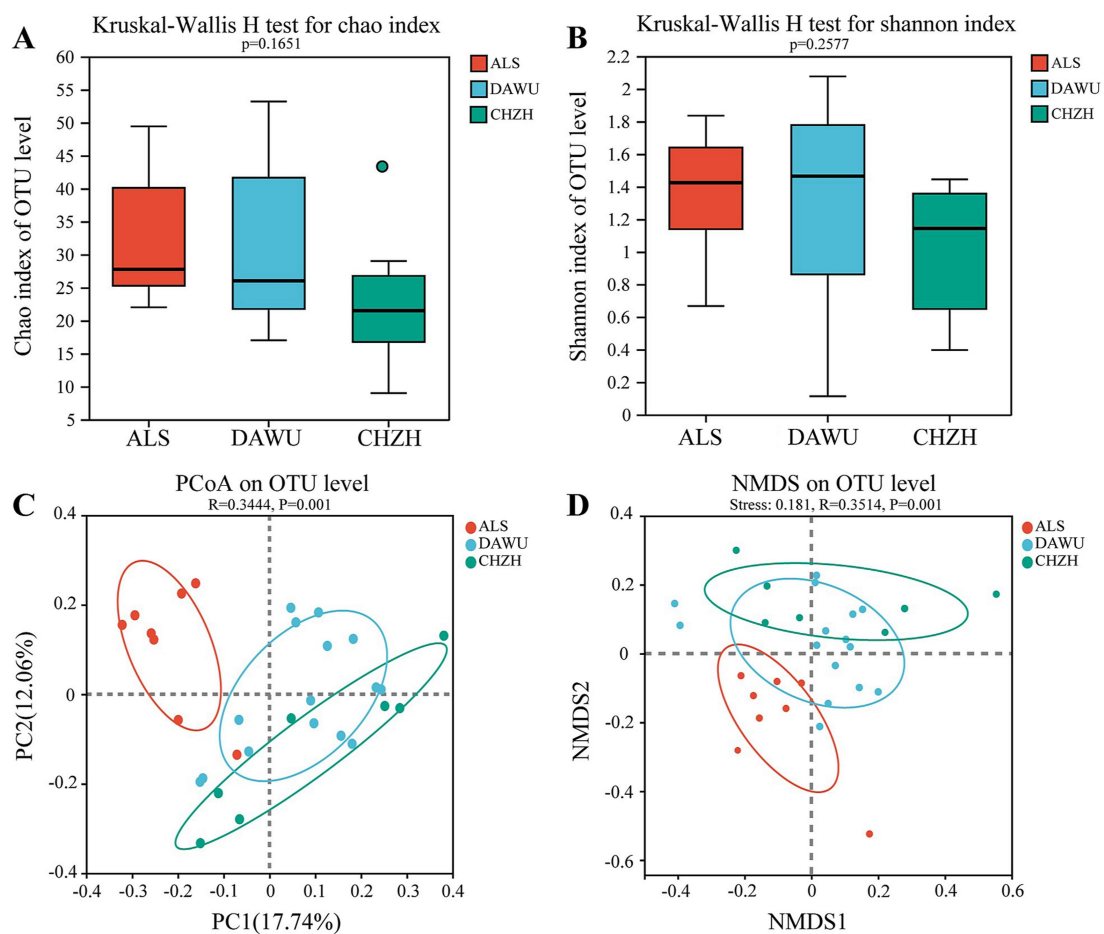 A
Kruskal-Wallis H test for chao index
p=0.1651
Chao index of OTU level
60
55
50
45
40
35
30
25
20
15
10
5
ALS
DAWU
CHZH
ALS
DAWU
CHZH
B
Kruskal-Wallis H test for shannon index
p=0.2577
Shannon index of OTU level
2.2
2
1.8
1.6
1.4
1.2
1
0.8
0.6
0.4
0.2
0
ALS
DAWU
CHZH
ALS
DAWU
CHZH
C
PCoA on OTU level
R=0.3444, P=0.001
PC2(12.06%)
0.4
0.2
0
-0.2
-0.4
-0.4
-0.3
-0.2
-0.1
0
0.1
0.2
0.3
0.4
PC1(17.74%)
ALS
DAWU
CHZH
D
NMDS on OTU level
Stress: 0.181, R=0.3514, P=0.001
NMDS2
0.4
0.2
0
-0.2
-0.4
-0.6
-0.4
-0.2
0
0.2
0.4
0.6
NMDS1
ALS
DAWU
CHZH